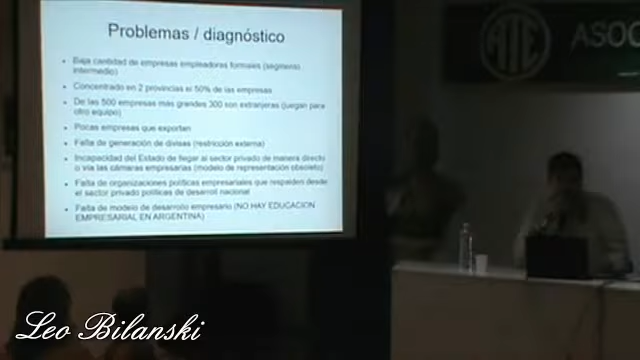 Problemas / diagnóstico
• Baja cantidad de empresas empleadoras formales (segmento
intermedio)
• Concentrado en 2 provincias el 50% de las empresas
• De las 500 empresas más grandes 300 son extranjeras (juegan para
otro equipo)
• Pocas empresas que exportan
• Falta de generación de divisas (restricción externa)
• Incapacidad del Estado de llegar al sector privado de manera directa
o vía las cámaras empresarias (modelo de representación obsoleto)
• Falta de organizaciones políticas empresariales que respalden desde
el sector privado políticas de desarroll nacional
• Falta de modelo de desarrollo empresario (NO HAY EDUCACION
EMPRESARIAL EN ARGENTINA)
ATE
ASOC
Leo Bilanski